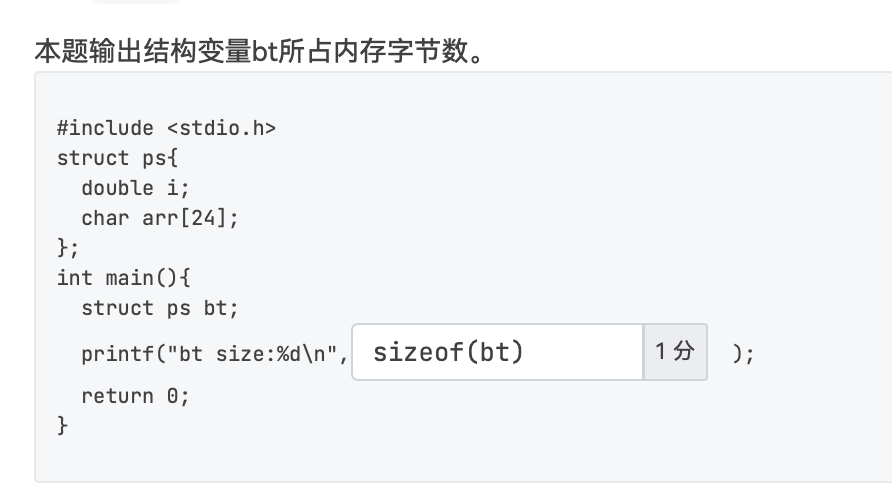 本题输出结构变量bt所占内存字节数。
#include <stdio.h>
struct ps{
  double i;
  char arr[24];
};
int main(){
  struct ps bt;
  printf("bt size:%d\n", sizeof(bt) 1 分 );
  return 0;
}